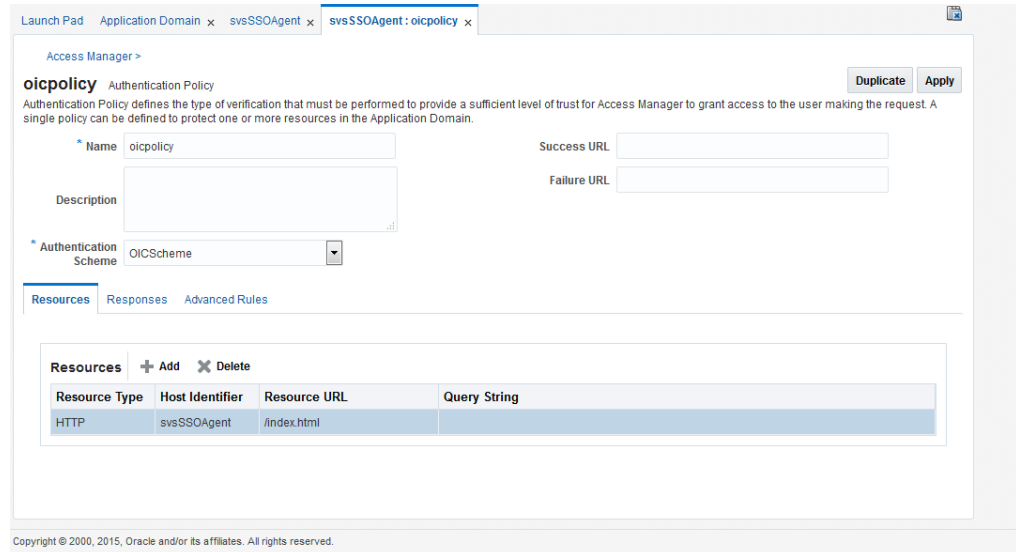 Launch Pad Application Domain x svsSSOAgent x svsSSOAgent : oicpolicy x
Access Manager >
oicpolicy Authentication Policy
Duplicate Apply
Authentication Policy defines the type of verification that must be performed to provide a sufficient level of trust for Access Manager to grant access to the user making the request. A
single policy can be defined to protect one or more resources in the Application Domain.
* Name oicpolicy
Success URL
Failure URL
Description
* Authentication
Scheme OICScheme
Resources Responses Advanced Rules
Resources Add Delete
Resource Type Host Identifier Resource URL Query String
HTTP svsSSOAgent /index.html
Copyright © 2000, 2015, Oracle and/or its affiliates. All rights reserved.